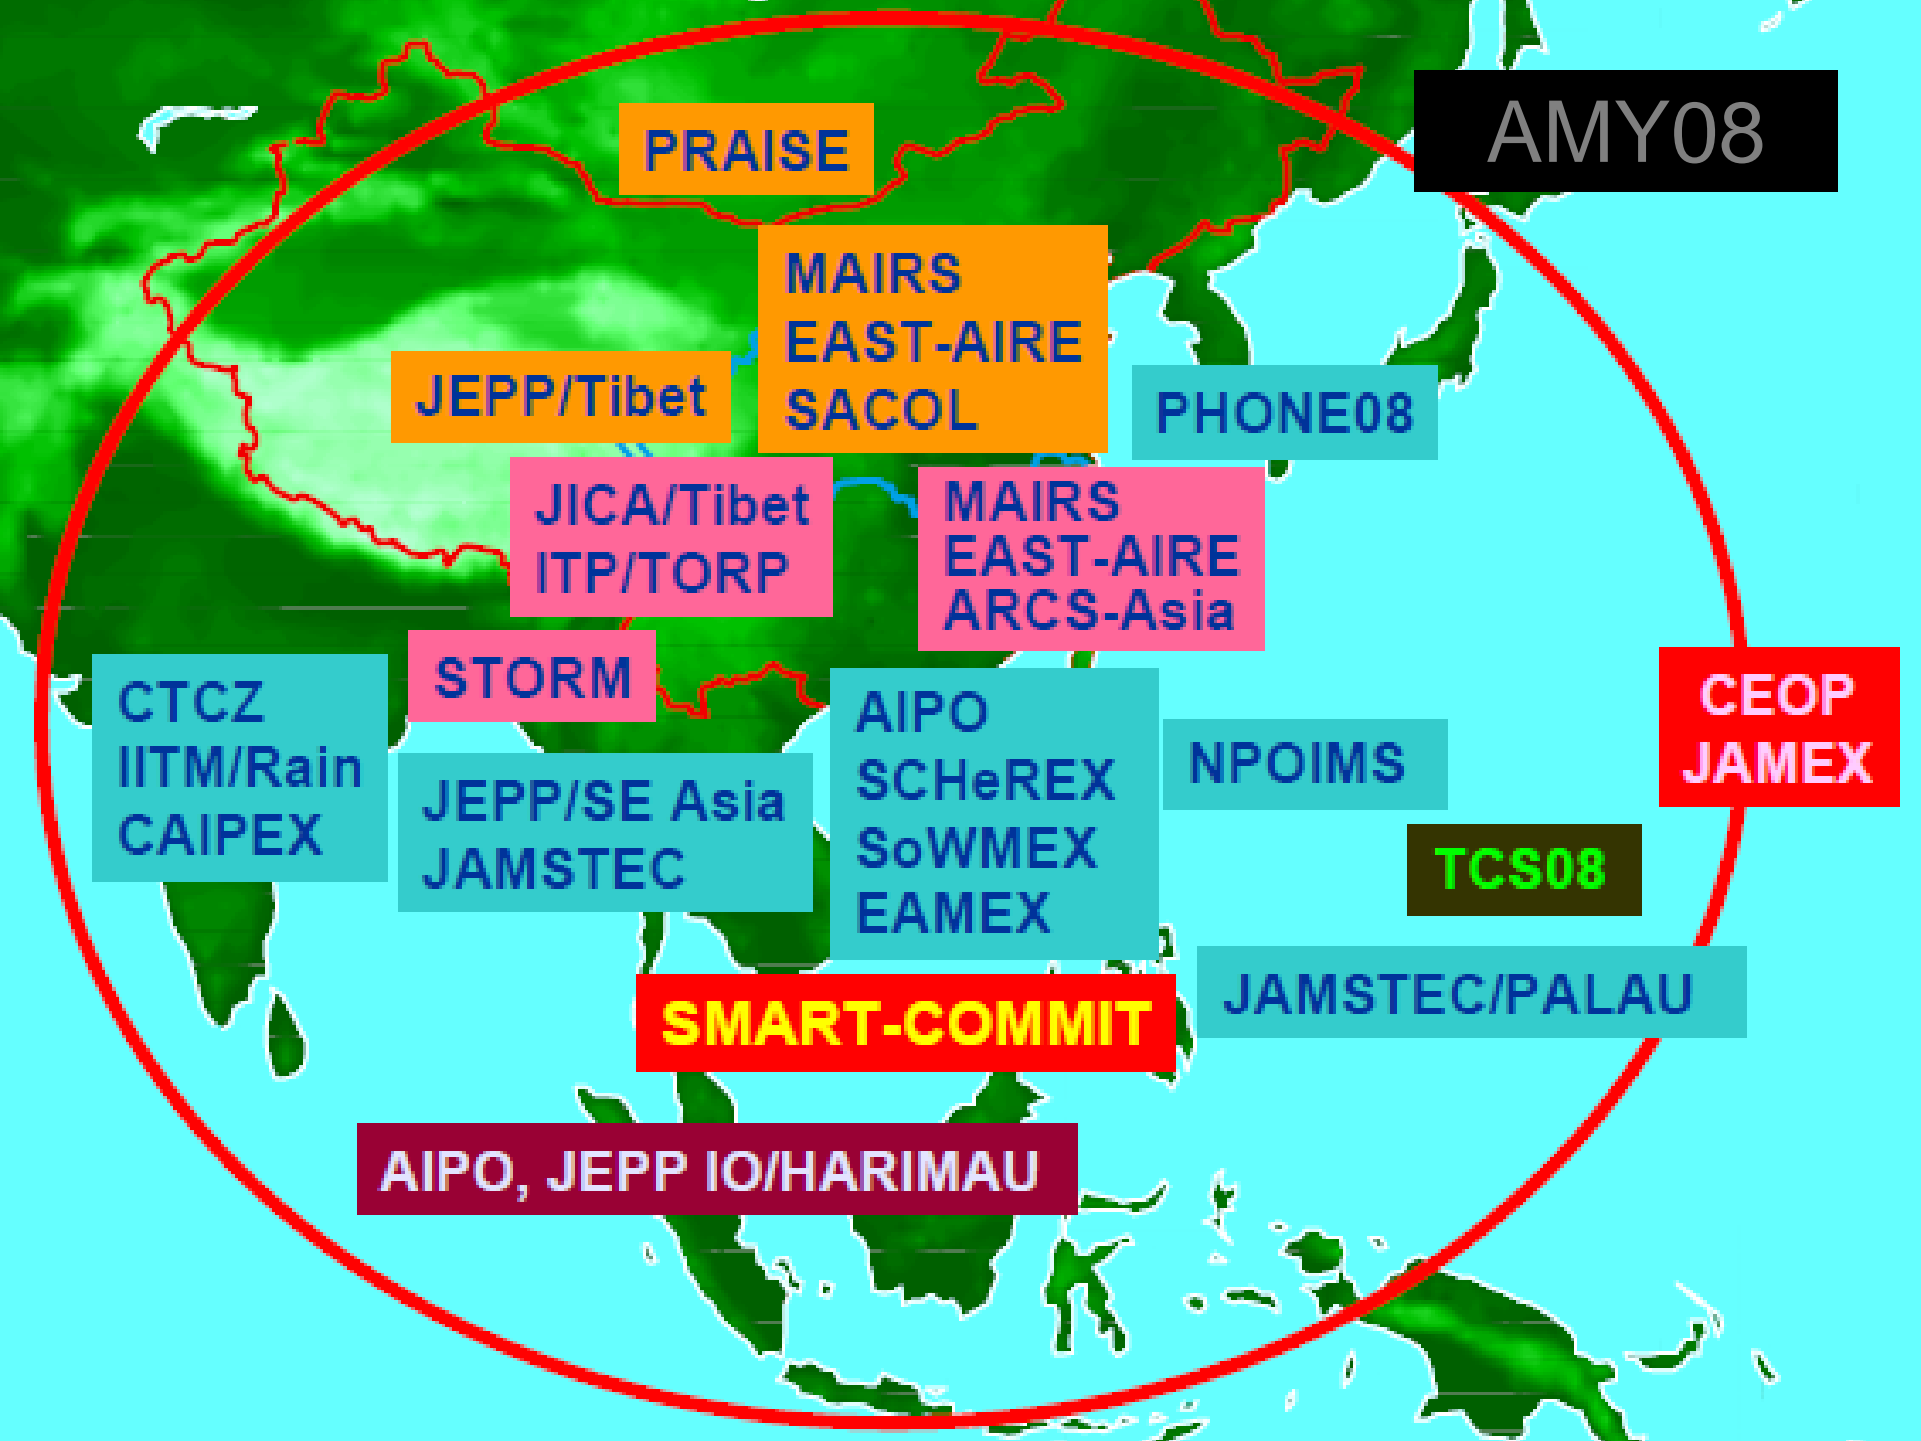 AMY08
PRAISE
MAIRS
EAST-AIRE
SACOL
JEPP/Tibet
PHONE08
JICA/Tibet
ITP/TORP
MAIRS
EAST-AIRE
ARCS-Asia
STORM
CTCZ
IITM/Rain
CAIPEX
JEPP/SE Asia
JAMSTEC
AIPO
SCHeREX
SoWMEX
EAMEX
NPOIMS
CEOP
JAMEX
TCS08
JAMSTEC/PALAU
SMART-COMMIT
AIPO, JEPP IO/HARIMAU